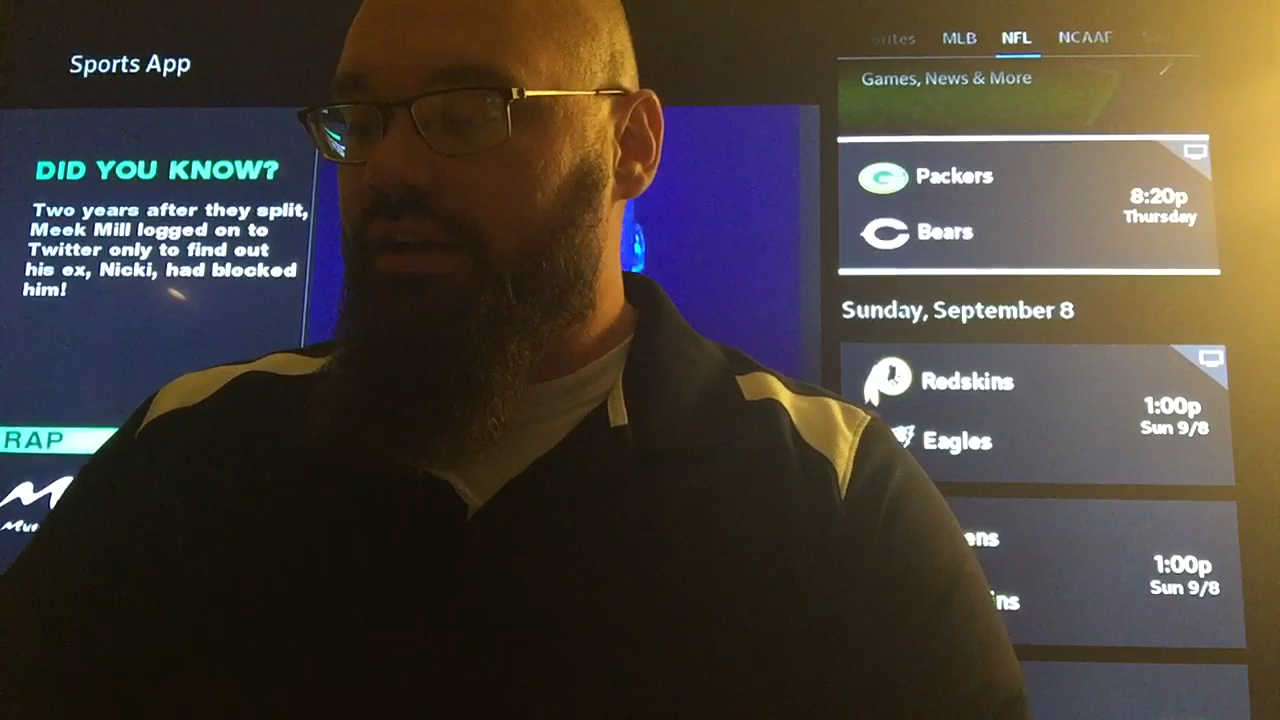 Sports App
DID YOU KNOW?
Two years after they split,
Meek Mill logged on to
Twitter only to find out
his ex, Nicki, had blocked
him!
RAP
MLB NFL NCAAF
Games, News & More
Packers
8:20p
Thursday
Bears
Sunday, September 8
Redskins
1:00p
Sun 9/8
Eagles
ens
1:00p
Sun 9/8
ins